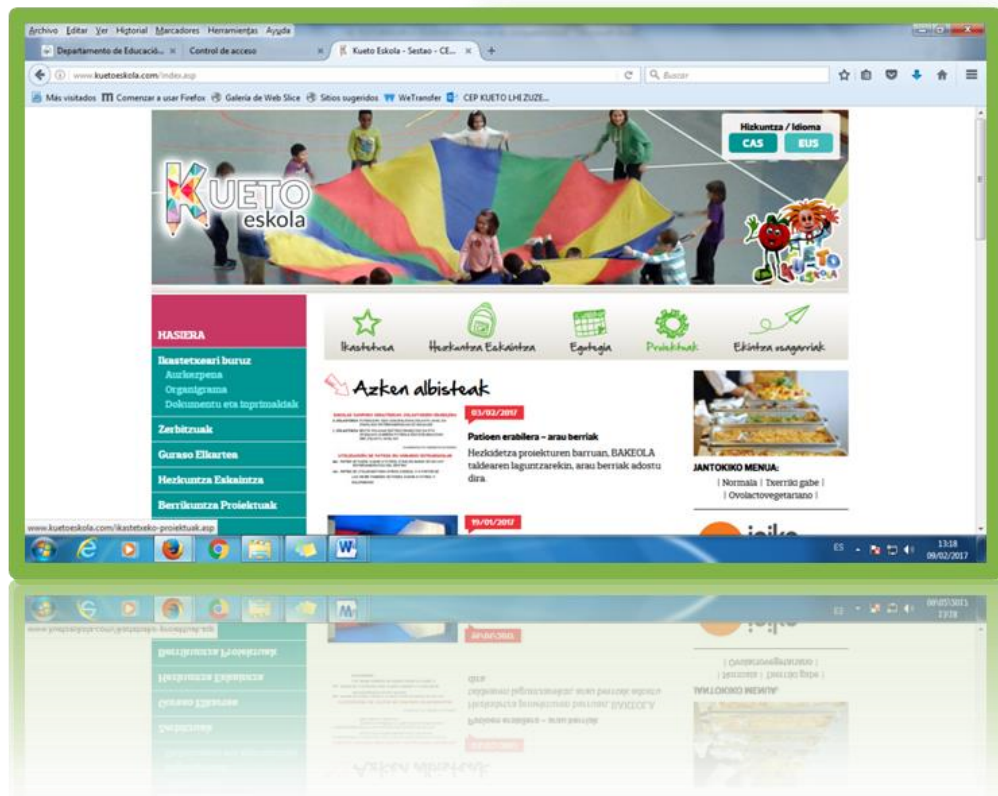 Archivo Editar Ver Historial Marcadores Herramientas Ayuda
Departamento de Educació... × Control de acceso × Kueto Eskola - Sestao - CE... × +
www.kuetoeskola.com/index.asp Buscar
Más visitados Comenzar a usar Firefox Galería de Web Slice Sitios sugeridos WeTransfer CEP KUETO LHI ZUZE...
Hizkuntza / Idioma
CAS EUS
KUETO
eskola
KUETO
ESKOLA
HASIERA
Ikastetxeari buruz
Aurkezpena
Organigrama
Dokumentu eta inprimakiak
Zerbitzuak
Guraso Elkartea
Hezkuntza Eskaintza
Berrikuntza Proiektuak
Ikastetxea Hezkuntza Eskaintza Egutegia Proiektuak Ekintza osagarriak
Azken albisteak
03/02/2017
Patioen erabilera – arau berriak
Hezkidetza proiekturen barruan, BAKEOLA
taldearen laguntzarekin, arau berriak adostu
dira.
19/01/2017
JANTOKIKO MENUA:
| Normala | Txerriki gabe |
| Ovolactovegetariano |
www.kuetoeskola.com/ikastetxeko-proiektuak.asp
ES 13:18
09/02/2017